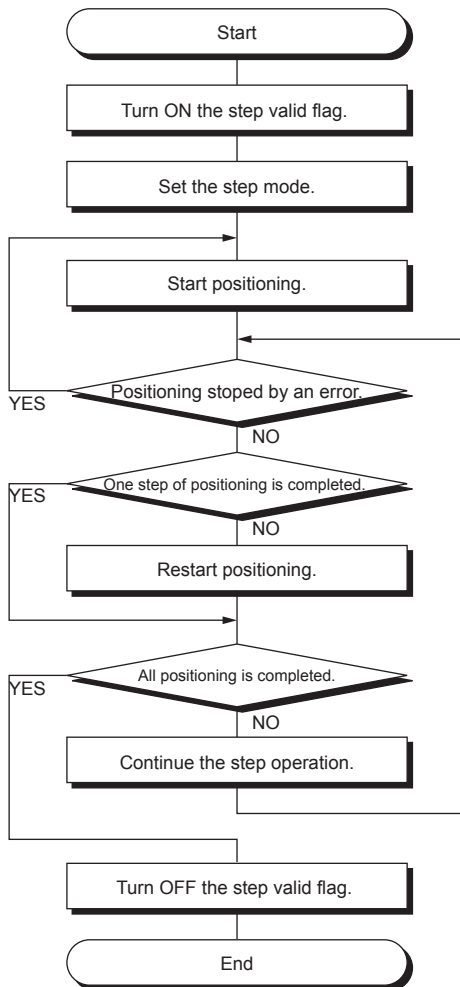 Start
Turn ON the step valid flag.
Set the step mode.
Start positioning.
Positioning stoped by an error.
YES
NO
One step of positioning is completed.
YES
NO
Restart positioning.
All positioning is completed.
YES
NO
Continue the step operation.
Turn OFF the step valid flag.
End